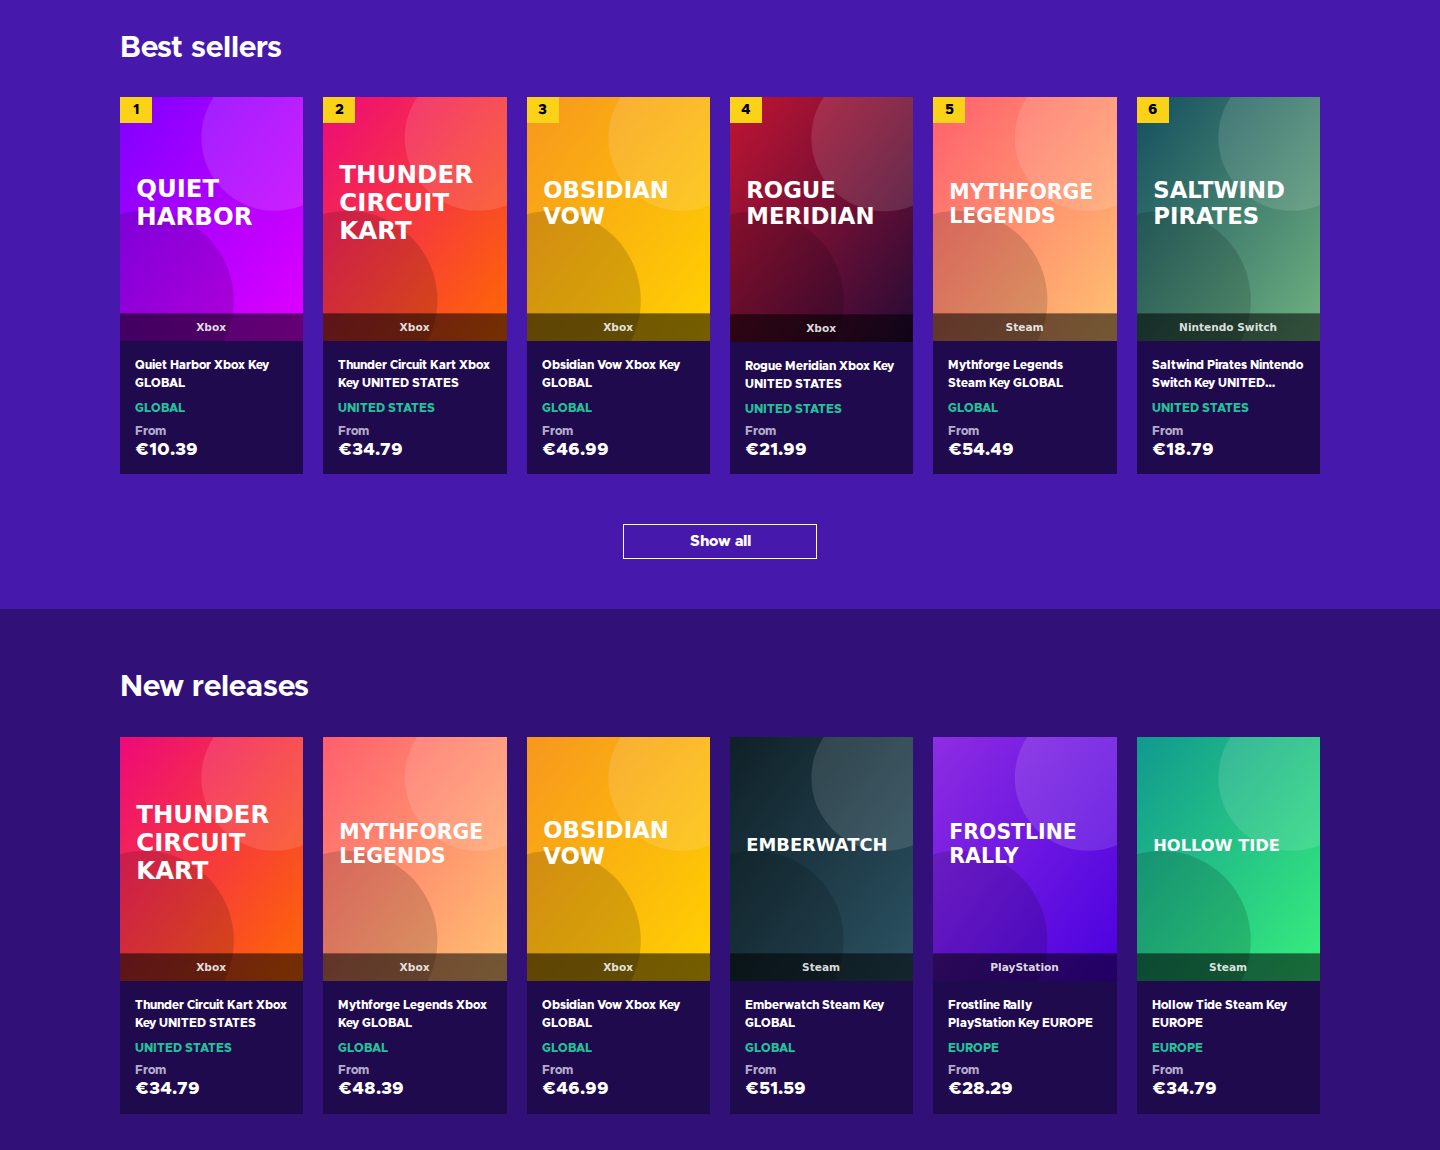 Best sellers
1
QUIET
HARBOR
Xbox
Quiet Harbor Xbox Key
GLOBAL
GLOBAL
From
€10.39
2
THUNDER
CIRCUIT
KART
Xbox
Thunder Circuit Kart Xbox
Key UNITED STATES
UNITED STATES
From
€34.79
3
OBSIDIAN
VOW
Xbox
Obsidian Vow Xbox Key
GLOBAL
GLOBAL
From
€46.99
4
ROGUE
MERIDIAN
Xbox
Rogue Meridian Xbox Key
UNITED STATES
UNITED STATES
From
€21.99
5
MYTHFORGE
LEGENDS
Steam
Mythforge Legends
Steam Key GLOBAL
GLOBAL
From
€54.49
6
SALTWIND
PIRATES
Nintendo Switch
Saltwind Pirates Nintendo
Switch Key UNITED...
UNITED STATES
From
€18.79
Show all
New releases
THUNDER
CIRCUIT
KART
Xbox
Thunder Circuit Kart Xbox
Key UNITED STATES
UNITED STATES
From
€34.79
MYTHFORGE
LEGENDS
Xbox
Mythforge Legends Xbox
Key GLOBAL
GLOBAL
From
€48.39
OBSIDIAN
VOW
Xbox
Obsidian Vow Xbox Key
GLOBAL
GLOBAL
From
€46.99
EMBERWATCH
Steam
Emberwatch Steam Key
GLOBAL
GLOBAL
From
€51.59
FROSTLINE
RALLY
PlayStation
Frostline Rally
PlayStation Key EUROPE
EUROPE
From
€28.29
HOLLOW TIDE
Steam
Hollow Tide Steam Key
EUROPE
EUROPE
From
€34.79